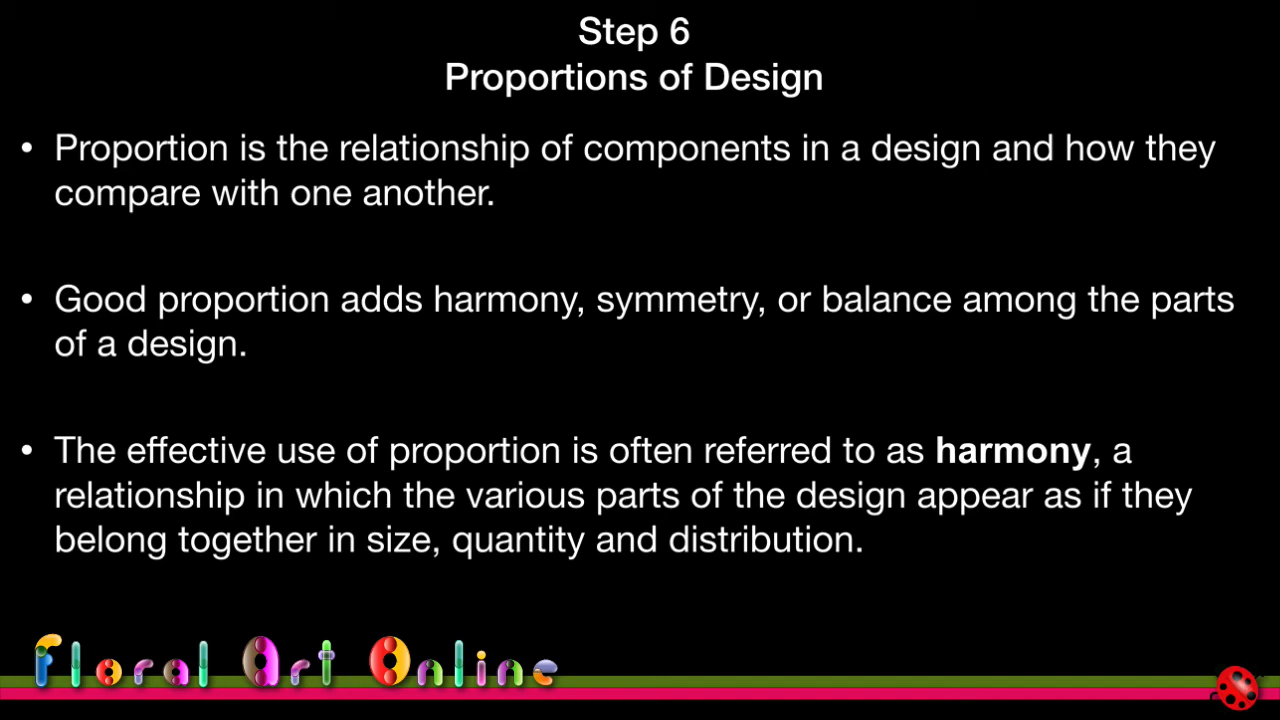 Step 6
Proportions of Design
• Proportion is the relationship of components in a design and how they
compare with one another.
• Good proportion adds harmony, symmetry, or balance among the parts
of a design.
• The effective use of proportion is often referred to as harmony, a
relationship in which the various parts of the design appear as if they
belong together in size, quantity and distribution.
Floral Art Online